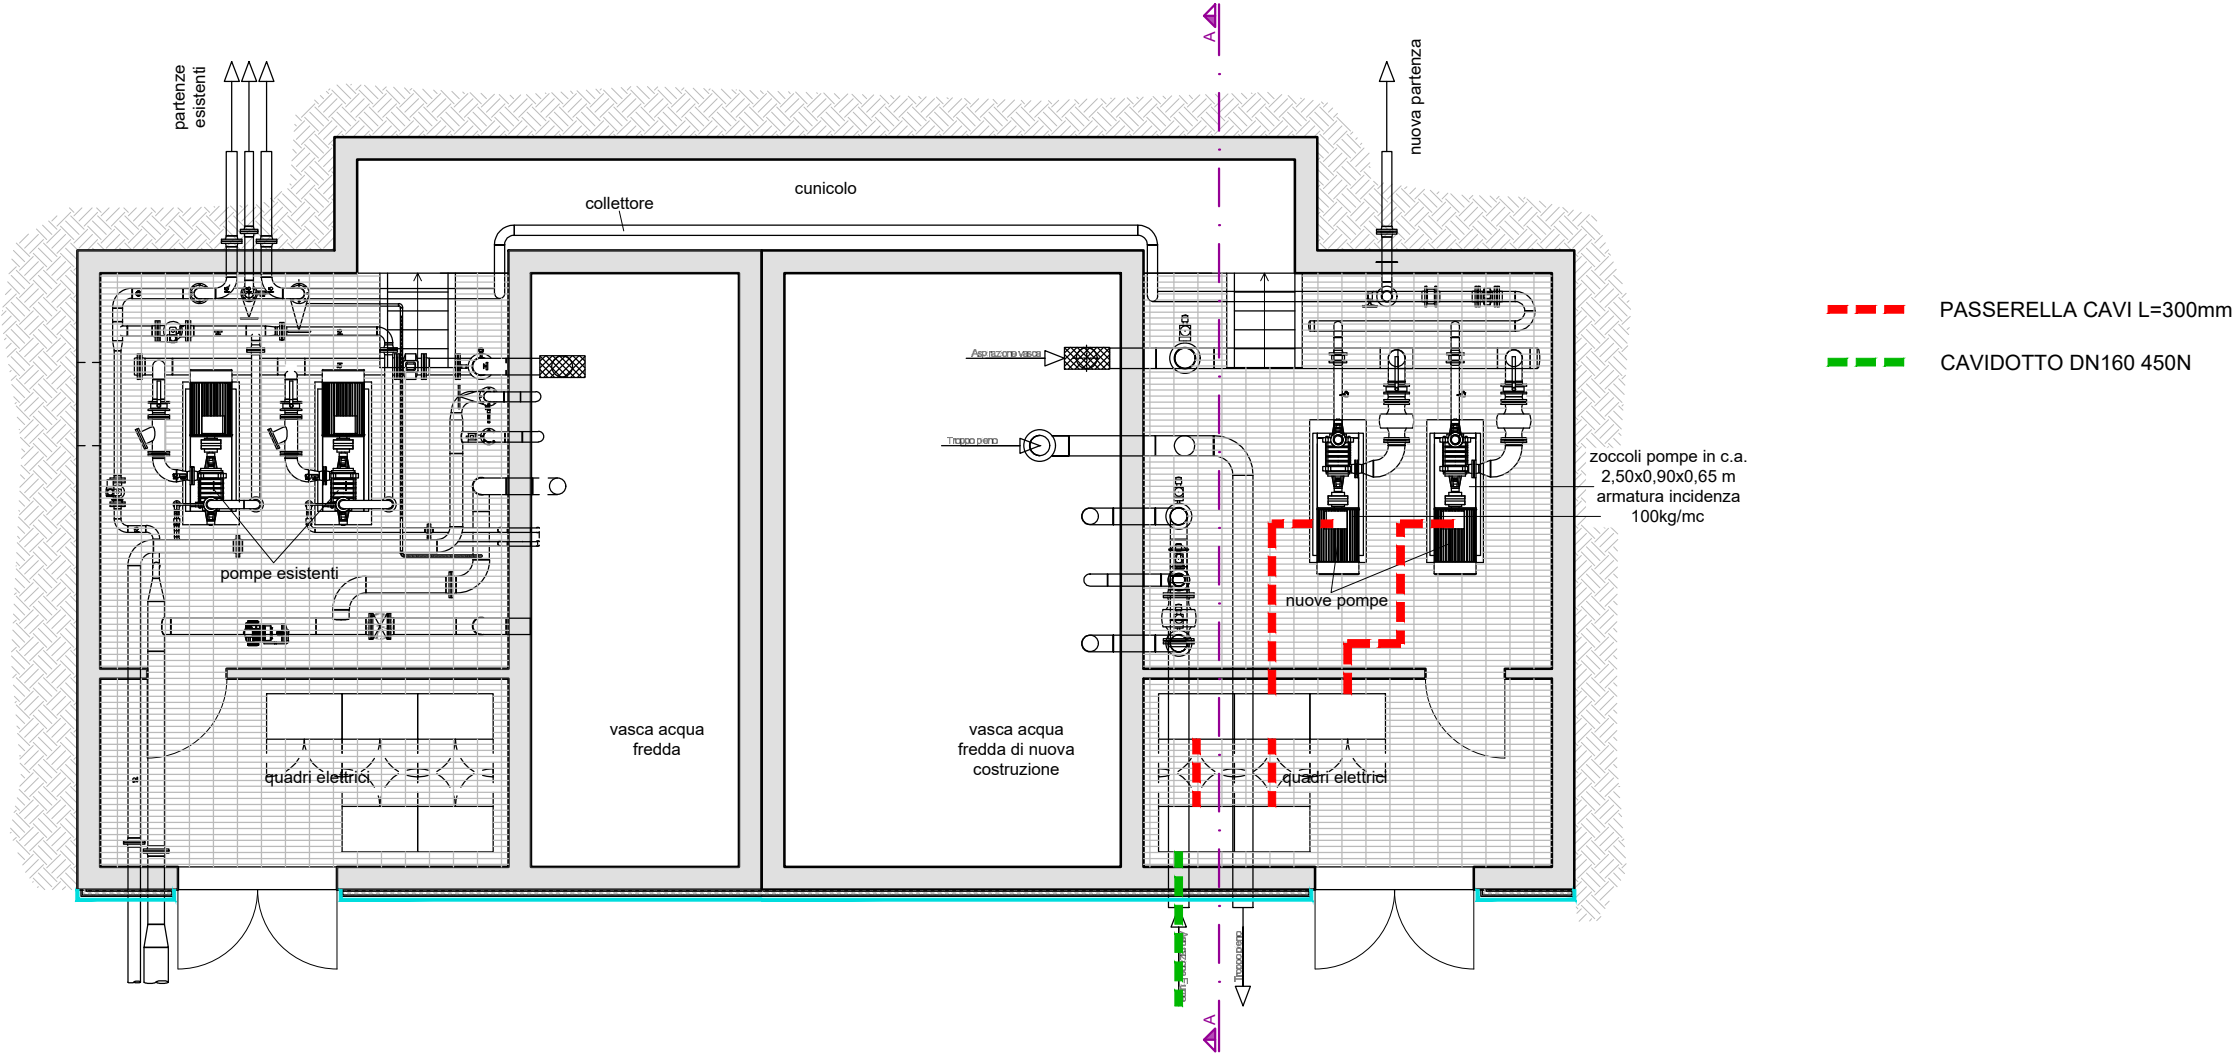 A
partenze
esistenti
nuova partenza
cunicolo
collettore
PASSERELLA CAVI L=300mm
CAVIDOTTO DN160 450N
Aspirazione vasca
Troppo pieno
zoccoli pompe in c.a.
2,50x0,90x0,65 m
armatura incidenza
100kg/mc
pompe esistenti
nuove pompe
vasca acqua
fredda
vasca acqua
fredda di nuova
costruzione
quadri elettrici
quadri elettrici
Troppo pieno
A